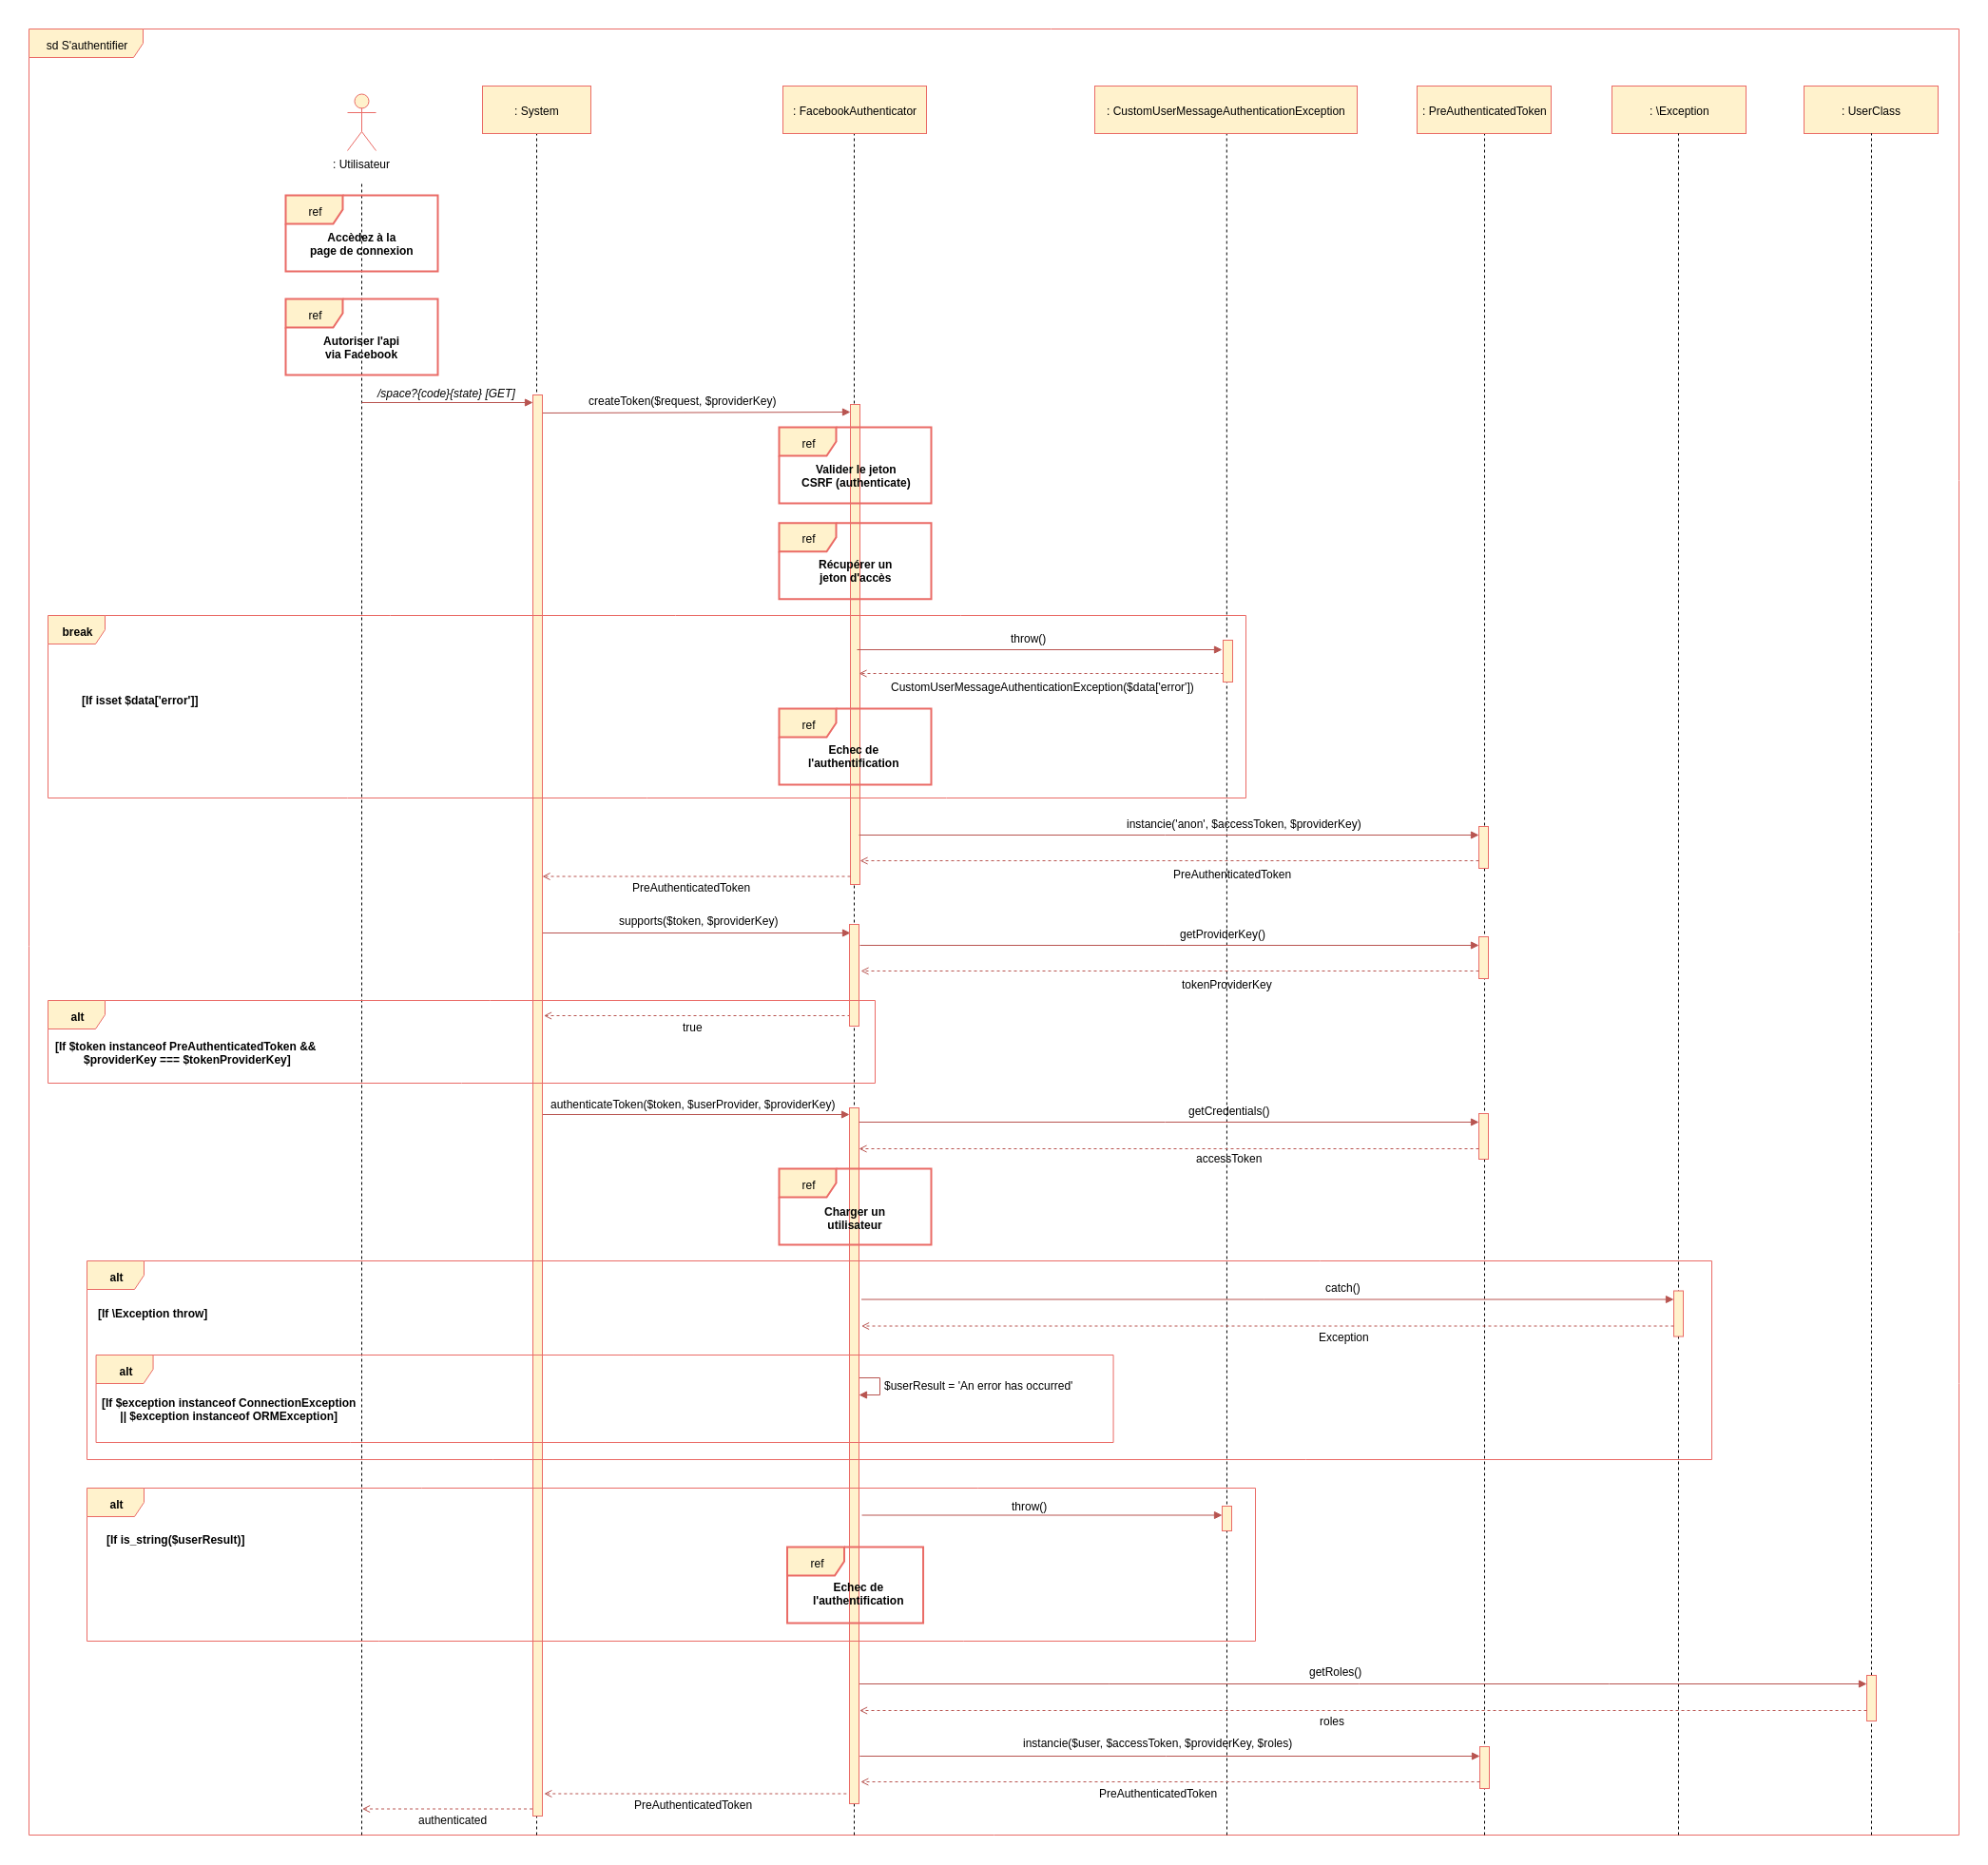 sd S'authentifier
: Utilisateur
: System
: FacebookAuthenticator
: CustomUserMessageAuthenticationException
: PreAuthenticatedToken
: \Exception
: UserClass
ref
Accèdez à la
page de connexion
ref
Autoriser l'api
via Facebook
/space?{code}{state} [GET]
createToken($request, $providerKey)
ref
Valider le jeton
CSRF (authenticate)
ref
Récupérer un
jeton d'accès
break
throw()
CustomUserMessageAuthenticationException($data['error'])
[If isset $data['error']]
ref
Echec de
l'authentification
instancie('anon', $accessToken, $providerKey)
PreAuthenticatedToken
PreAuthenticatedToken
supports($token, $providerKey)
getProviderKey()
tokenProviderKey
alt
true
[If $token instanceof PreAuthenticatedToken &&
$providerKey === $tokenProviderKey]
authenticateToken($token, $userProvider, $providerKey)
getCredentials()
accessToken
ref
Charger un
utilisateur
alt
catch()
[If \Exception throw]
Exception
alt
$userResult = 'An error has occurred'
[If $exception instanceof ConnectionException
|| $exception instanceof ORMException]
alt
throw()
[If is_string($userResult)]
ref
Echec de
l'authentification
getRoles()
roles
instancie($user, $accessToken, $providerKey, $roles)
PreAuthenticatedToken
PreAuthenticatedToken
authenticated